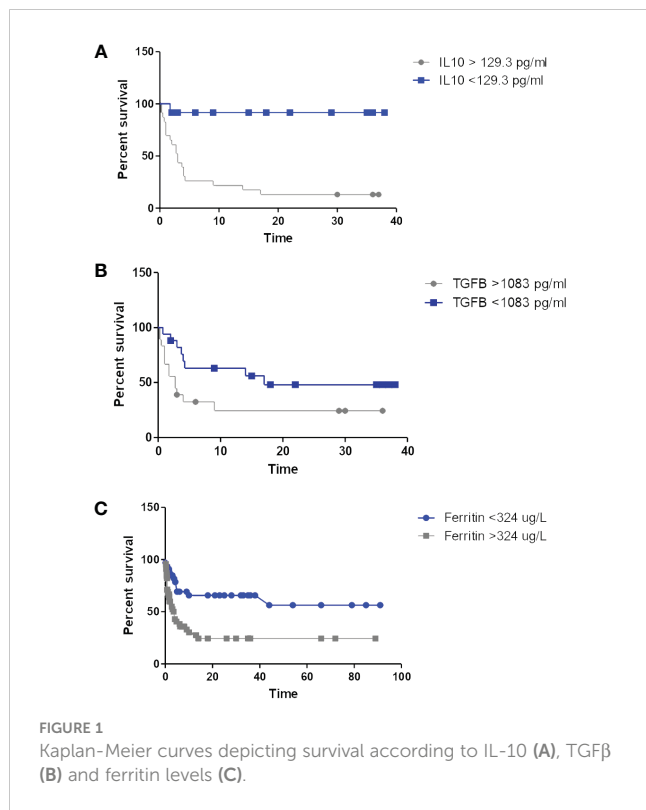 A
150
100
50
0
Percent survival
0 10 20 30 40
Time
IL10 > 129.3 pg/ml
IL10 <129.3 pg/ml
B
150
100
50
0
Percent survival
0 10 20 30 40
Time
TGFB >1083 pg/ml
TGFB <1083 pg/ml
C
150
100
50
0
Percent survival
0 20 40 60 80 100
Time
Ferritin <324 ug/L
Ferritin >324 ug/L
FIGURE 1
Kaplan-Meier curves depicting survival according to IL-10 (A), TGFβ
(B) and ferritin levels (C).